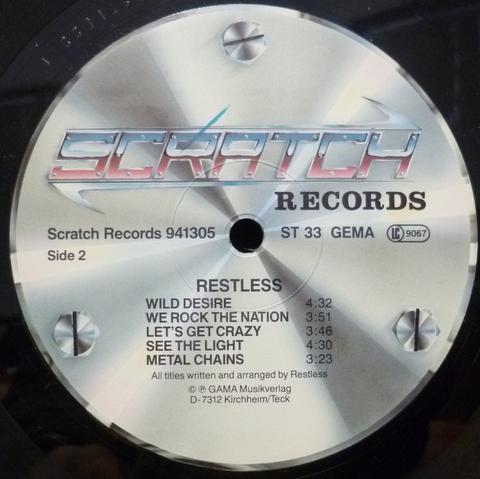 SCRATCH
RECORDS
Scratch Records 941305 ST 33 GEMA LC 9067
Side 2
RESTLESS
WILD DESIRE 4:32
WE ROCK THE NATION 3:51
LET'S GET CRAZY 3:46
SEE THE LIGHT 4:30
METAL CHAINS 3:23
All titles written and arranged by Restless
© ℗ GAMA Musikverlag
D-7312 Kirchheim/Teck